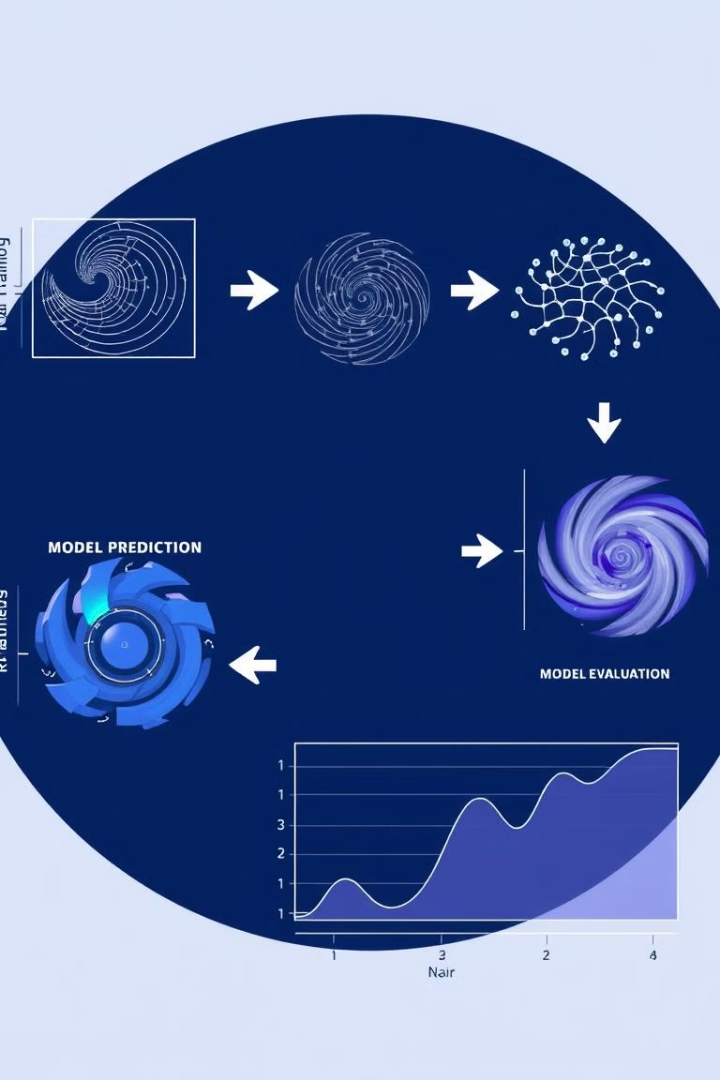 MODEL PREDICTION
MODEL EVALUATION
1
1
3
2
1
1
1 3 2 4
Nair